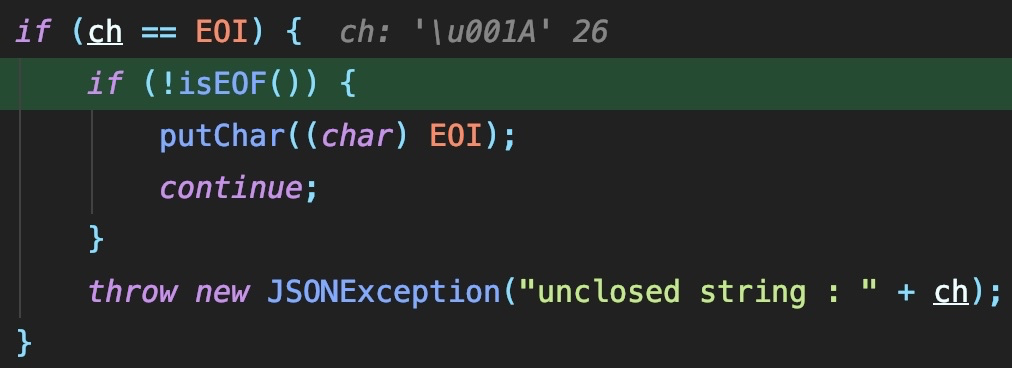 if (ch == EOI) {  ch: '\u001A' 26
if (!isEOF()) {
putChar((char) EOI);
continue;
}
throw new JSONException("unclosed string : " + ch);
}